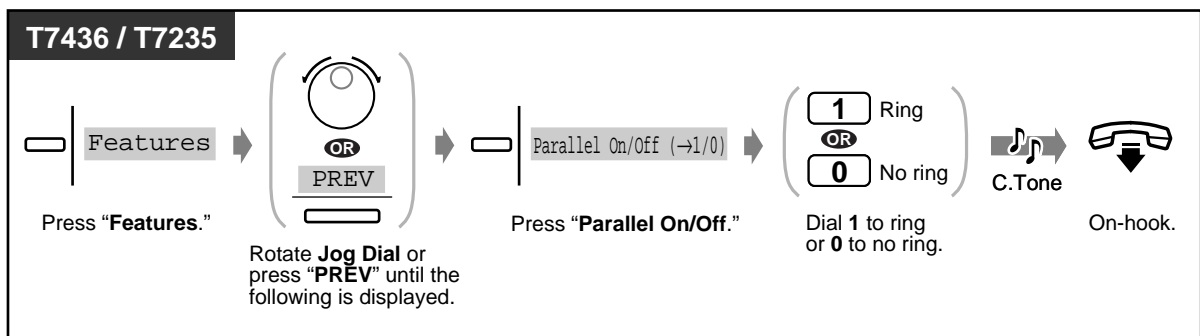 T7436 / T7235
Features
OR
PREV
Parallel On/Off (→1/0)
1 Ring
OR
0 No ring
C.Tone
Press “Features.”
Rotate Jog Dial or
press “PREV” until the
following is displayed.
Press “Parallel On/Off.”
Dial 1 to ring
or 0 to no ring.
On-hook.